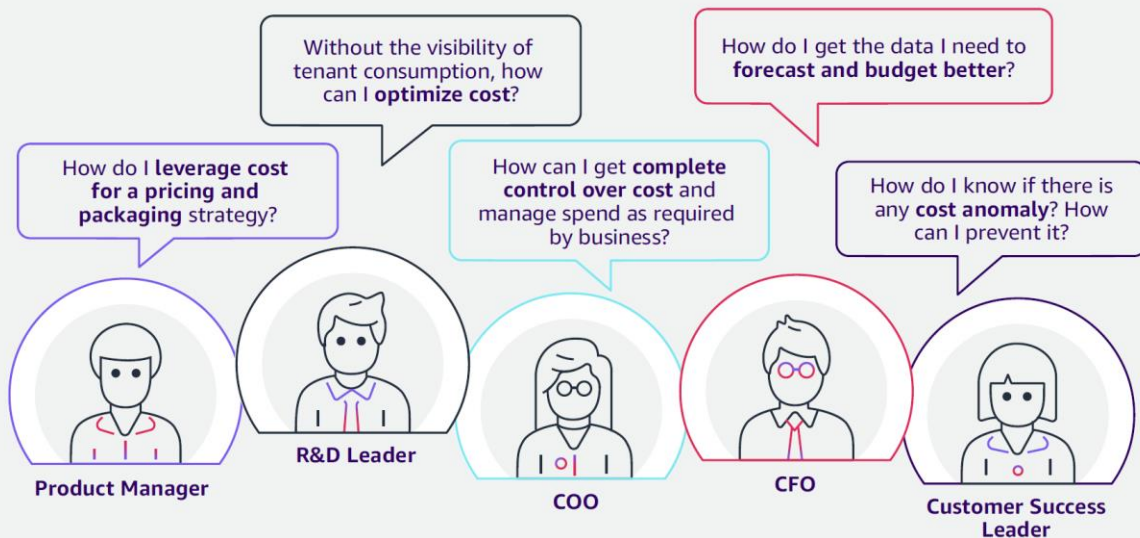 How do I leverage cost
for a pricing and
packaging strategy?
Product Manager
Without the visibility of
tenant consumption, how
can I optimize cost?
R&D Leader
How can I get complete
control over cost and
manage spend as required
by business?
COO
How do I get the data I need to
forecast and budget better?
CFO
How do I know if there is
any cost anomaly? How
can I prevent it?
Customer Success
Leader